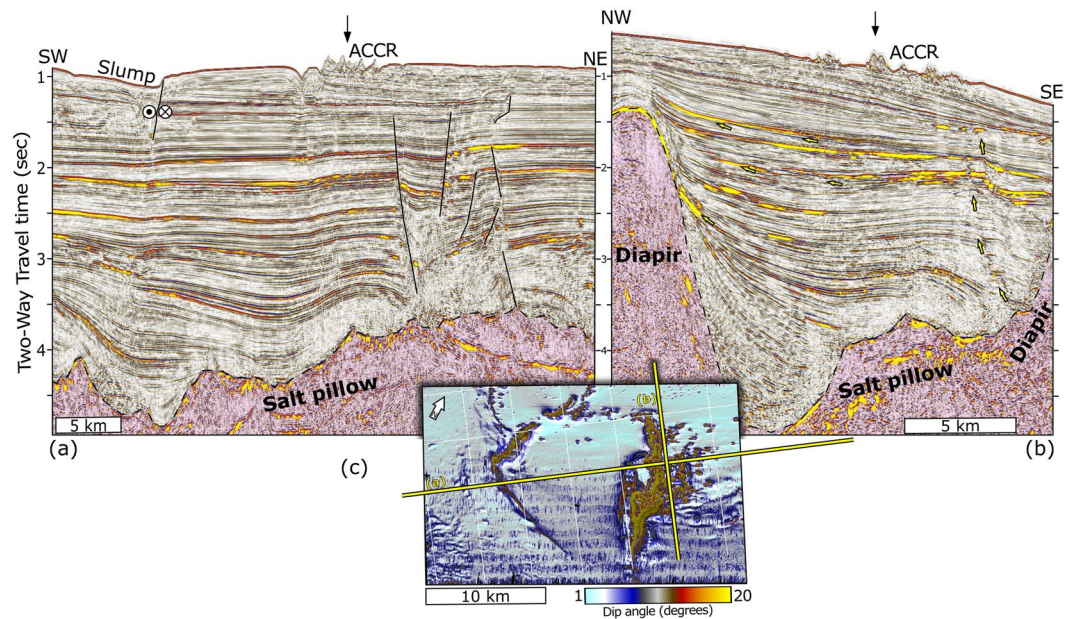 SW
Slump
ACCR
NE
NW
ACCR
SE
Two-Way Travel time (sec)
1
2
3
4
1
2
3
4
Diapir
Diapir
Salt pillow
Salt pillow
5 km
5 km
(a)
(c)
(b)
(b)
(a)
10 km
1
20
Dip angle (degrees)